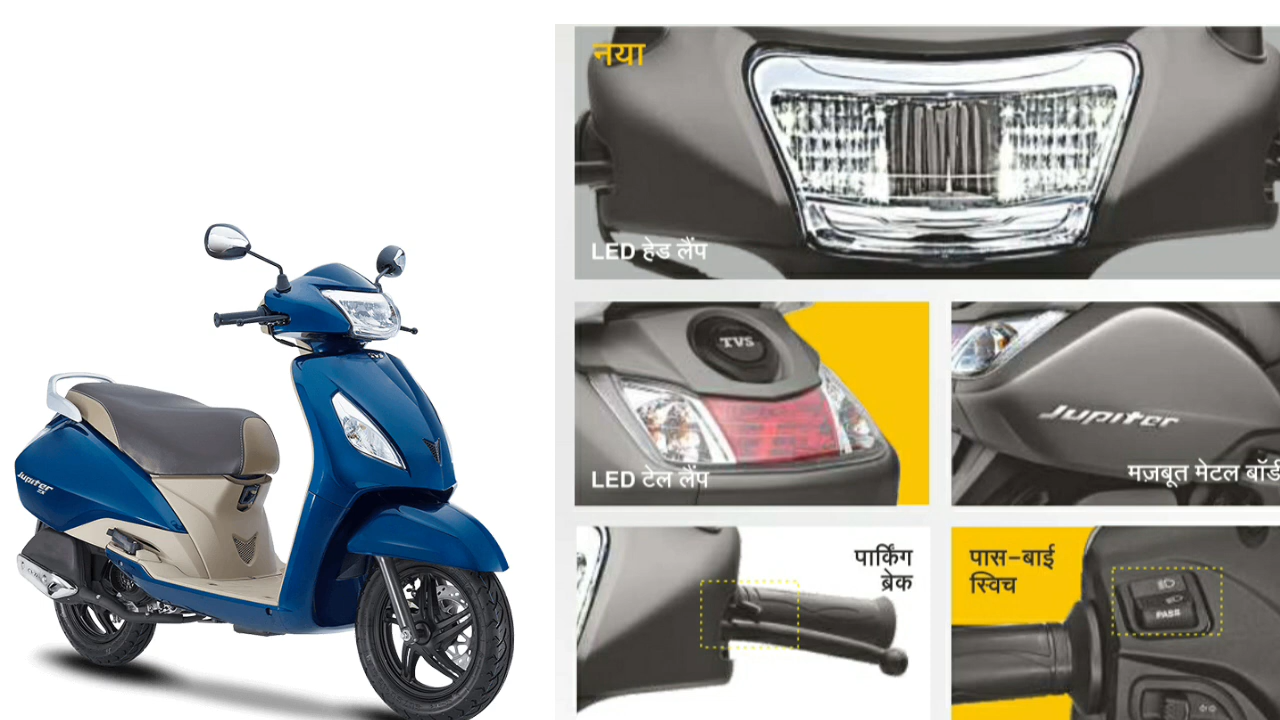 नया
LED हेड लैंप
TVS
LED टेल लैंप
Jupiter
मज़बूत मेटल बॉडी
पार्किंग
ब्रेक
पास-बाई
स्विच
PASS
Jupiter